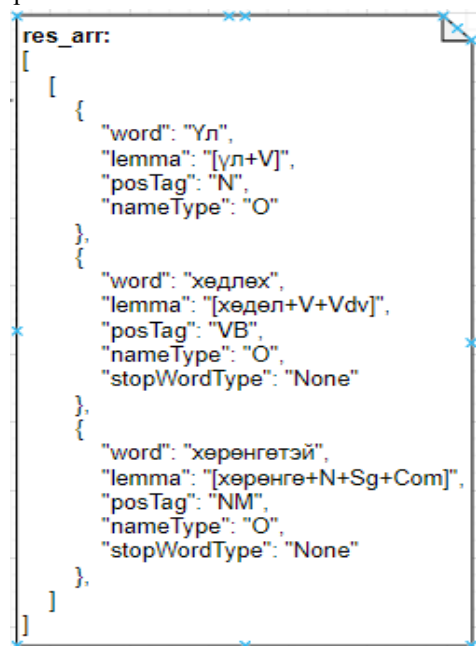 res_arr:
[
[
{
"word": "Үл",
"lemma": "[үл+V]",
"posTag": "N",
"nameType": "O"
},
{
"word": "хөдлөх",
"lemma": "[хөдөл+V+Vdv]",
"posTag": "VB",
"nameType": "O",
"stopWordType": "None"
},
{
"word": "хөрөнгөтэй",
"lemma": "[хөрөнгө+N+Sg+Com]",
"posTag": "NM",
"nameType": "O",
"stopWordType": "None"
},
]
]